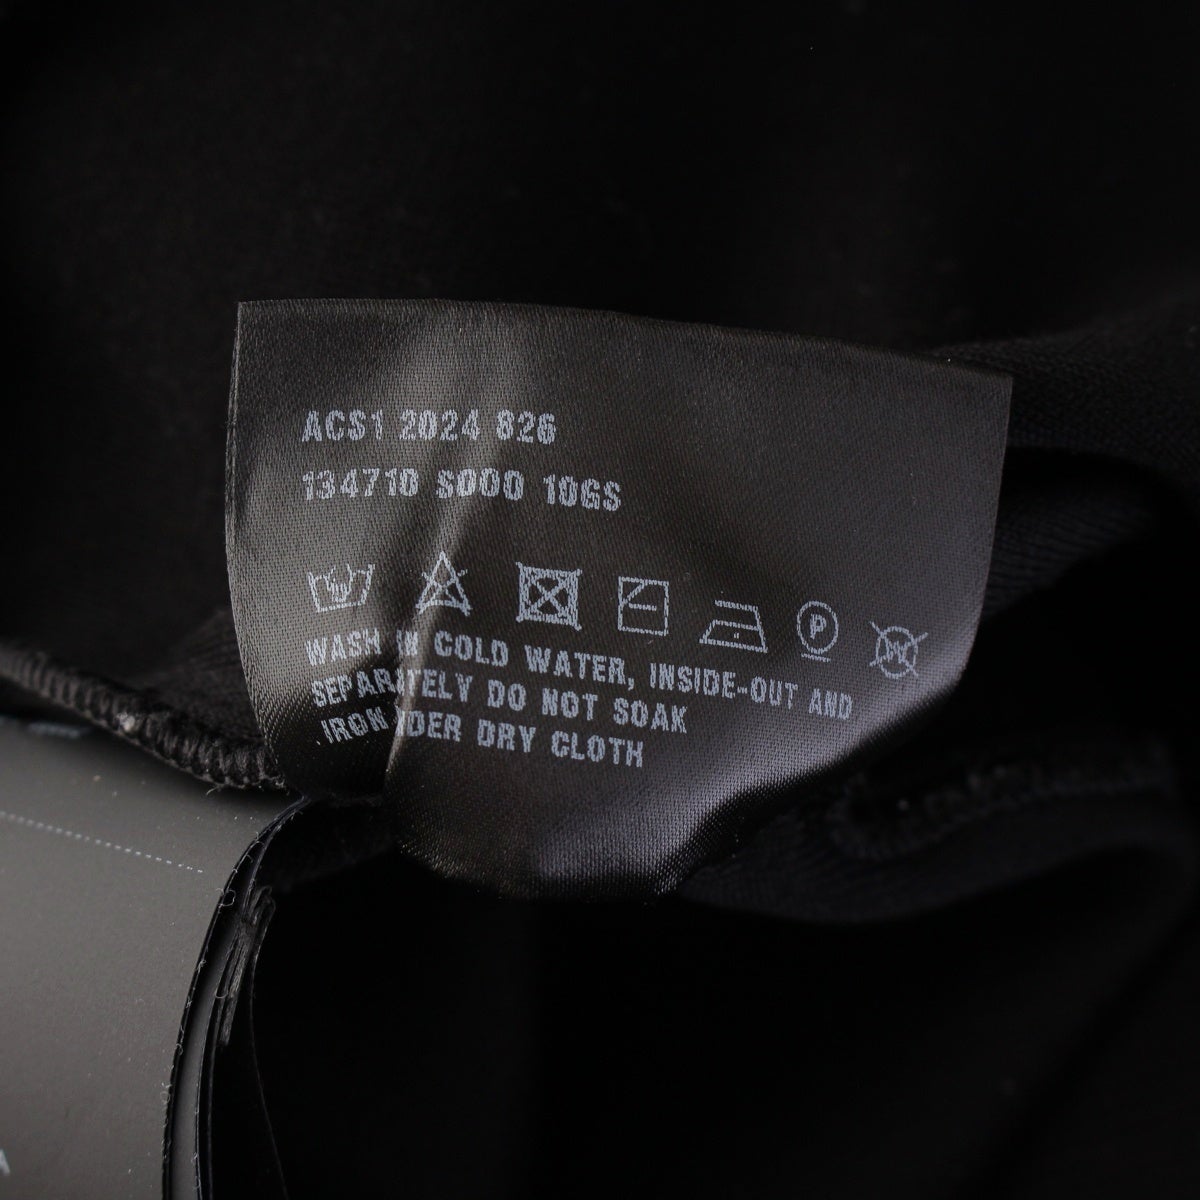 ACS1 2024 826
134710 S000 10GS
P
WASH IN COLD WATER, INSIDE-OUT AND
SEPARATELY DO NOT SOAK
IRON DRY CLOTH
A